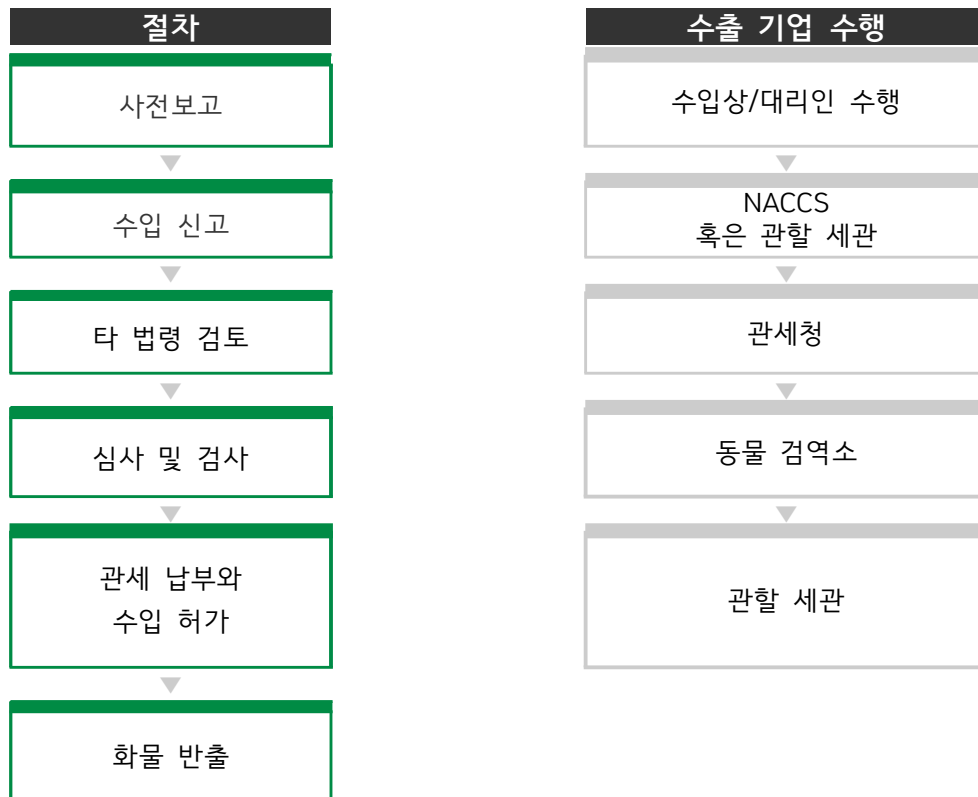 절차
수출 기업 수행
사전보고
수입상/대리인 수행
수입 신고
NACCS
혹은 관할 세관
타 법령 검토
관세청
심사 및 검사
동물 검역소
관세 납부와
수입 허가
관할 세관
화물 반출